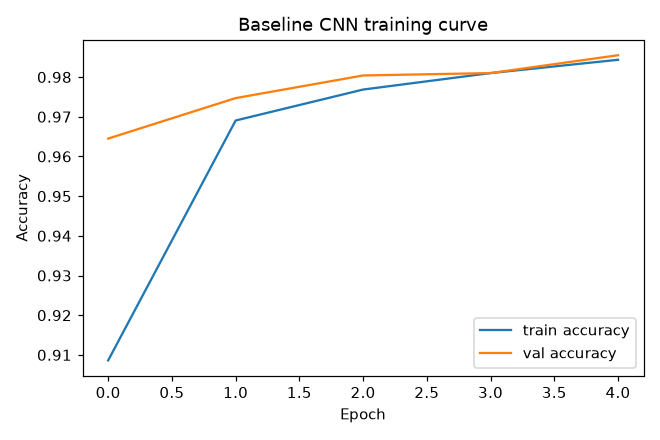 Baseline CNN training curve
0.98
0.97
0.96
0.95
0.94
0.93
0.92
0.91
Accuracy
train accuracy
val accuracy
0.0 0.5 1.0 1.5 2.0 2.5 3.0 3.5 4.0
Epoch